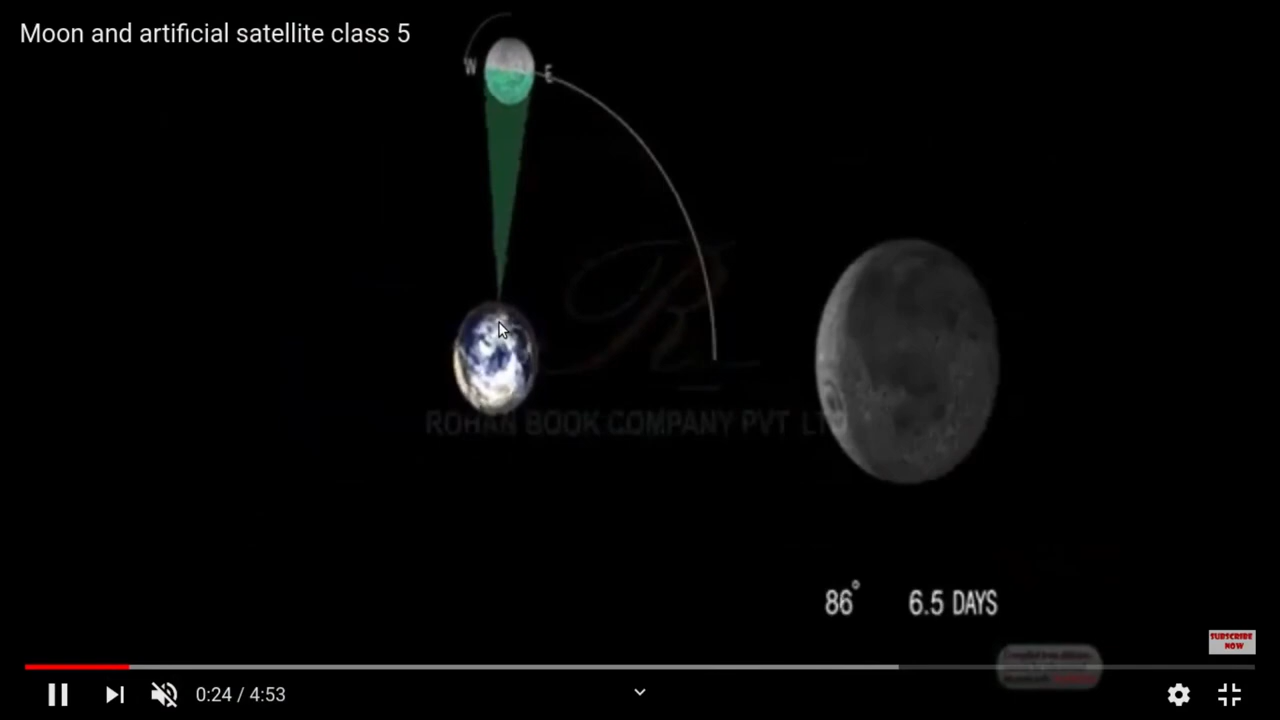 Moon and artificial satellite class 5
W E
R
ROHAN BOOK COMPANY PVT. LTD
86° 6.5 DAYS
SUBSCRIBE
NOW
0:24 / 4:53